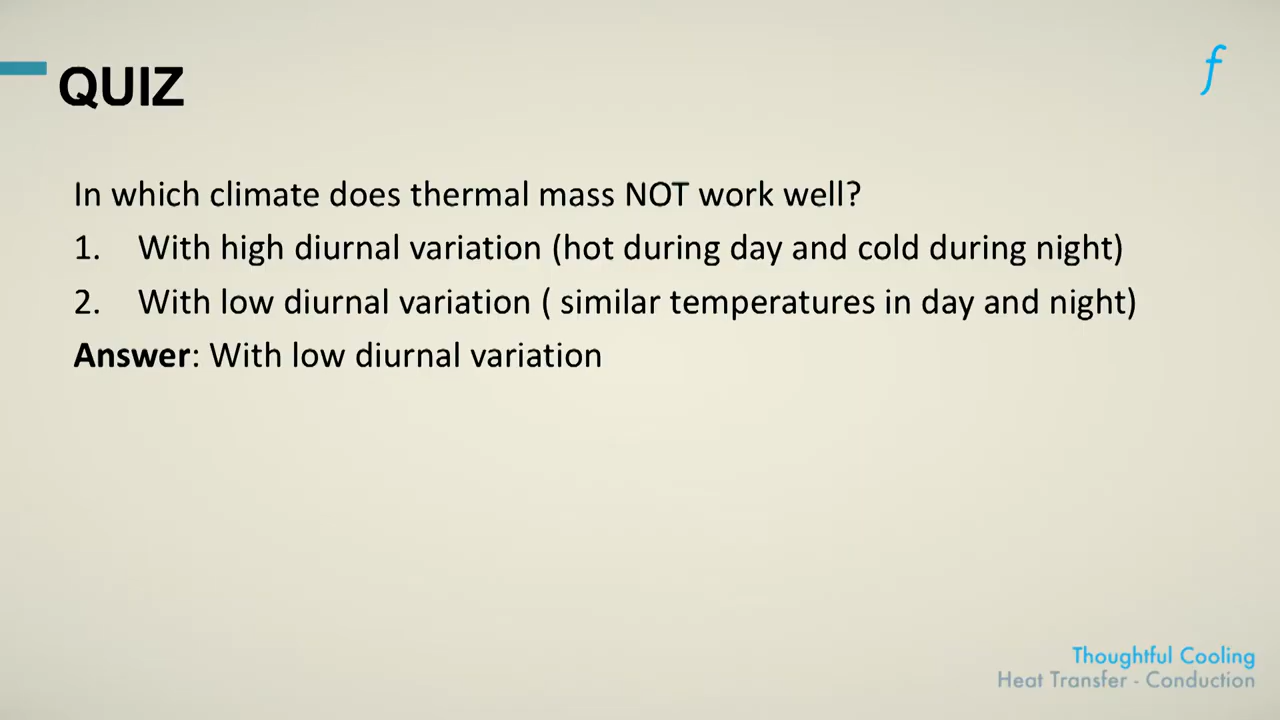 QUIZ
f
In which climate does thermal mass NOT work well?
1. With high diurnal variation (hot during day and cold during night)
2. With low diurnal variation ( similar temperatures in day and night)
Answer: With low diurnal variation
Thoughtful Cooling
Heat Transfer - Conduction